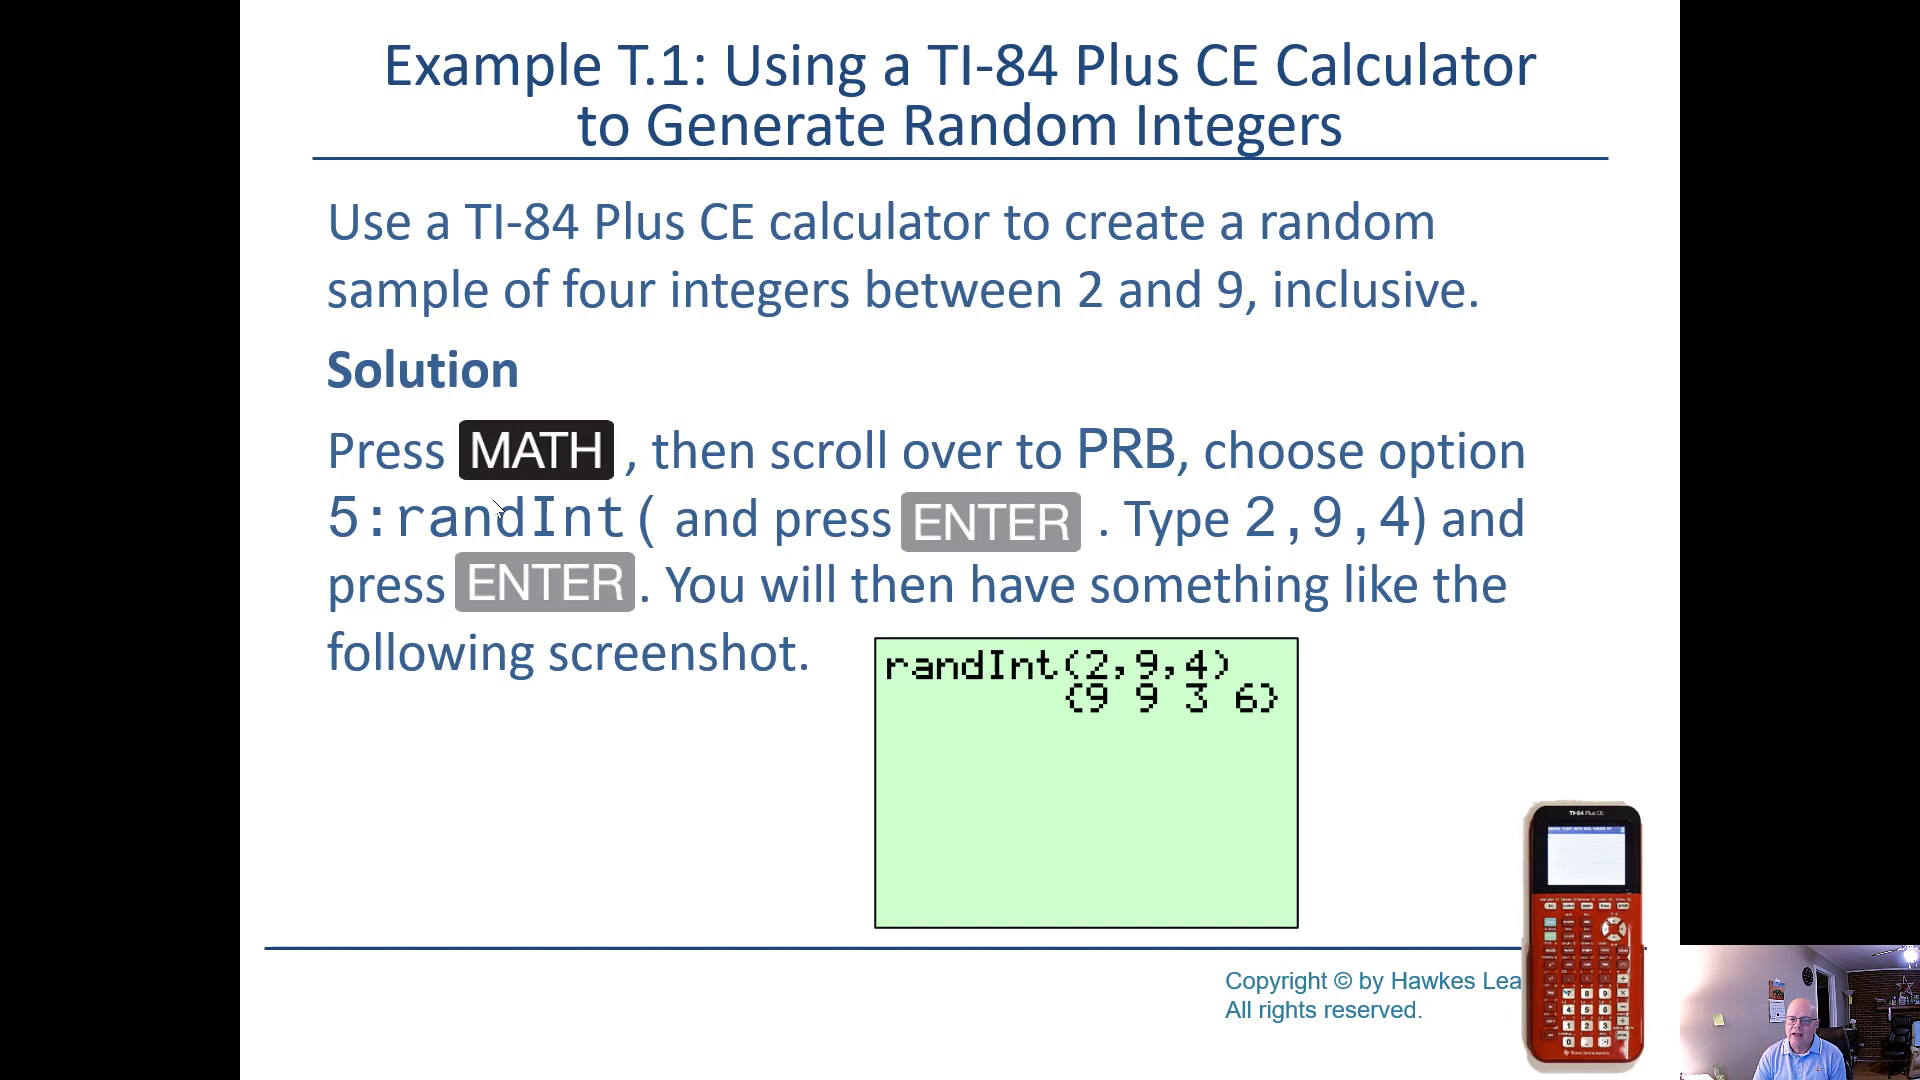 Example T.1: Using a TI-84 Plus CE Calculator
to Generate Random Integers
Use a TI-84 Plus CE calculator to create a random
sample of four integers between 2 and 9, inclusive.
Solution
Press MATH , then scroll over to PRB, choose option
5:randInt( and press ENTER . Type 2,9,4) and
press ENTER . You will then have something like the
following screenshot.
randInt(2,9,4)
{9 9 3 6}
TI-84 Plus CE
Copyright © by Hawkes Lea
All rights reserved.